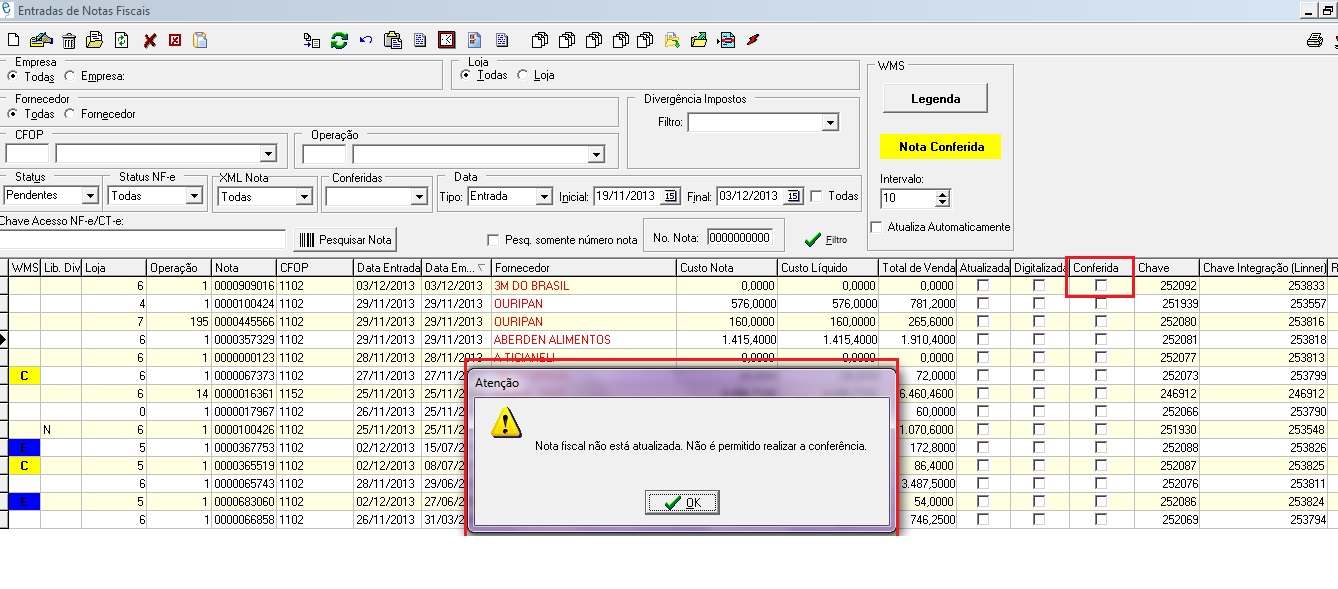 Entradas de Notas Fiscais
Empresa
Todas Empresa:
Loja
Todas Loja
WMS
Legenda
Fornecedor
Todas Fornecedor
Divergência Impostos
Filtro:
CFOP
Operação
Nota Conferida
Status
Pendentes
Status NF-e
Todas
XML Nota
Todas
Conferidas
Data
Tipo: Entrada Inicial: 19/11/2013 15 Final: 03/12/2013 15 Todas
Intervalo:
10
Atualiza Automaticamente
Chave Acesso NF-e/CT-e:
Pesquisar Nota
Pesq. somente número nota
No. Nota: 0000000000
Filtro
WMS Lib. Div Loja Operação Nota CFOP Data Entrada Data Em... Fornecedor Custo Nota Custo Líquido Total de Venda Atualizada Digitalizada Conferida Chave Chave Integração (Linner) R
6 1 0000909016 1102 03/12/2013 03/12/2013 3M DO BRASIL 0,0000 0,0000 0,0000 252092 253833
4 1 0000100424 1102 29/11/2013 29/11/2013 OURIPAN 576,0000 576,0000 781,2000 251939 253557
7 195 0000445566 1102 29/11/2013 29/11/2013 OURIPAN 160,0000 160,0000 265,6000 252080 253816
6 1 0000357329 1102 29/11/2013 29/11/2013 ABERDEN ALIMENTOS 1.415,4000 1.415,4000 1.910,4000 252081 253818
6 1 0000000123 1102 28/11/2013 28/11/2013 A TICIANELI 0,0000 0,0000 0,0000 252077 253813
C 6 1 0000067373 1102 27/11/2013 27/11/2 72,0000 252073 253799
6 14 0000016361 1152 25/11/2013 25/11/2 6.460,4600 246912 246912
0 1 0000017967 1102 26/11/2013 25/11/2 60,0000 252066 253790
N 6 1 0000100426 1102 25/11/2013 25/11/2 1.070,6000 251930 253548
E 5 1 0000367753 1102 02/12/2013 15/07/2 172,8000 252088 253826
C 5 1 0000365519 1102 02/12/2013 08/07/2 86,4000 252087 253825
6 1 0000065743 1102 28/11/2013 29/06/2 3.487,5000 252076 253811
E 5 1 0000683060 1102 02/12/2013 27/06/2 54,0000 252086 253824
6 1 0000066858 1102 26/11/2013 31/03/2 746,2500 252069 253794
Atenção
Nota fiscal não está atualizada. Não é permitido realizar a conferência.
OK